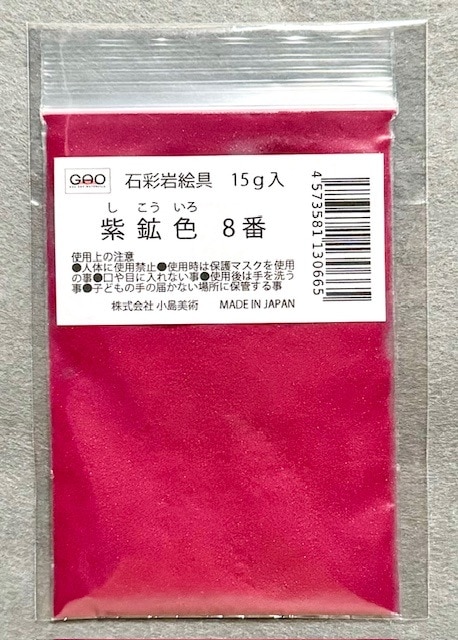 GAO
石彩岩絵具 15g入
し こう いろ
紫鉱色 8番
使用上の注意
●人体に使用禁止●使用時は保護マスクを使用
の事●口や目に入れない事●使用後は手を洗う
事●子どもの手の届かない場所に保管する事
株式会社 小島美術 MADE IN JAPAN
4573581130665